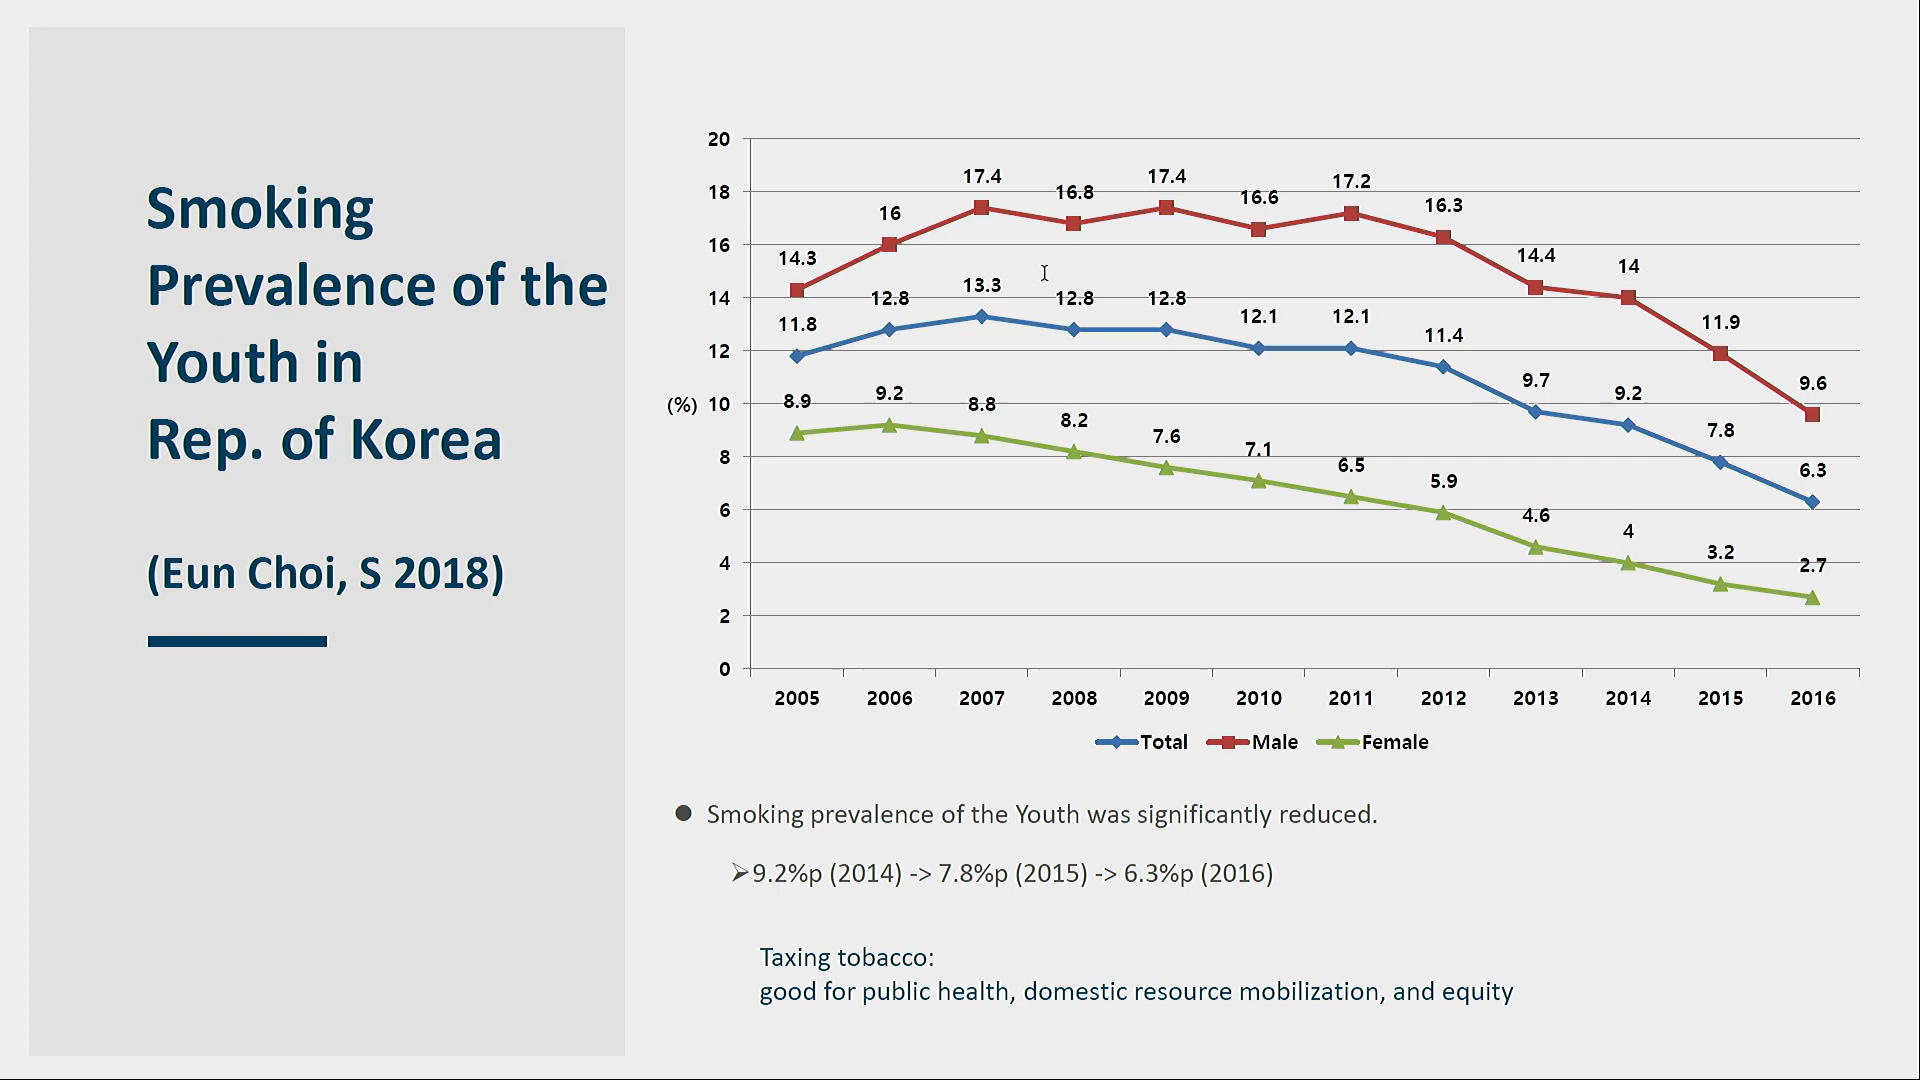 Smoking
Prevalence of the
Youth in
Rep. of Korea
(Eun Choi, S 2018)
20
18
16
14
12
(%) 10
8
6
4
2
0
14.3 16 17.4 16.8 17.4 16.6 17.2 16.3 14.4 14 11.9 9.6
11.8 12.8 13.3 12.8 12.8 12.1 12.1 11.4 9.7 9.2 7.8 6.3
8.9 9.2 8.8 8.2 7.6 7.1 6.5 5.9 4.6 4 3.2 2.7
2005 2006 2007 2008 2009 2010 2011 2012 2013 2014 2015 2016
Total Male Female
● Smoking prevalence of the Youth was significantly reduced.
➢9.2%p (2014) -> 7.8%p (2015) -> 6.3%p (2016)
Taxing tobacco:
good for public health, domestic resource mobilization, and equity